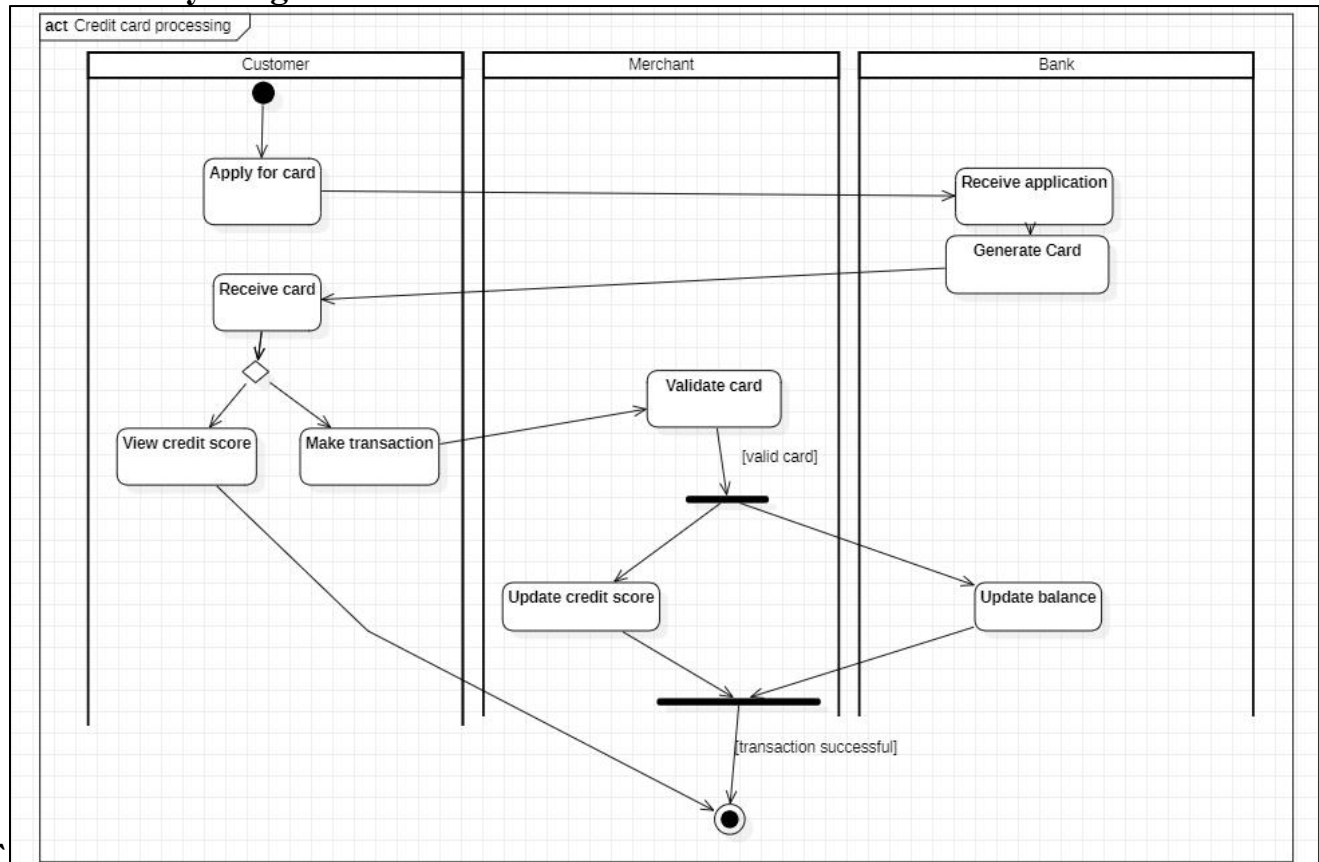 act Credit card processing
Customer
Merchant
Bank
Apply for card
Receive application
Generate Card
Receive card
Validate card
View credit score
Make transaction
[valid card]
Update credit score
Update balance
[transaction successful]